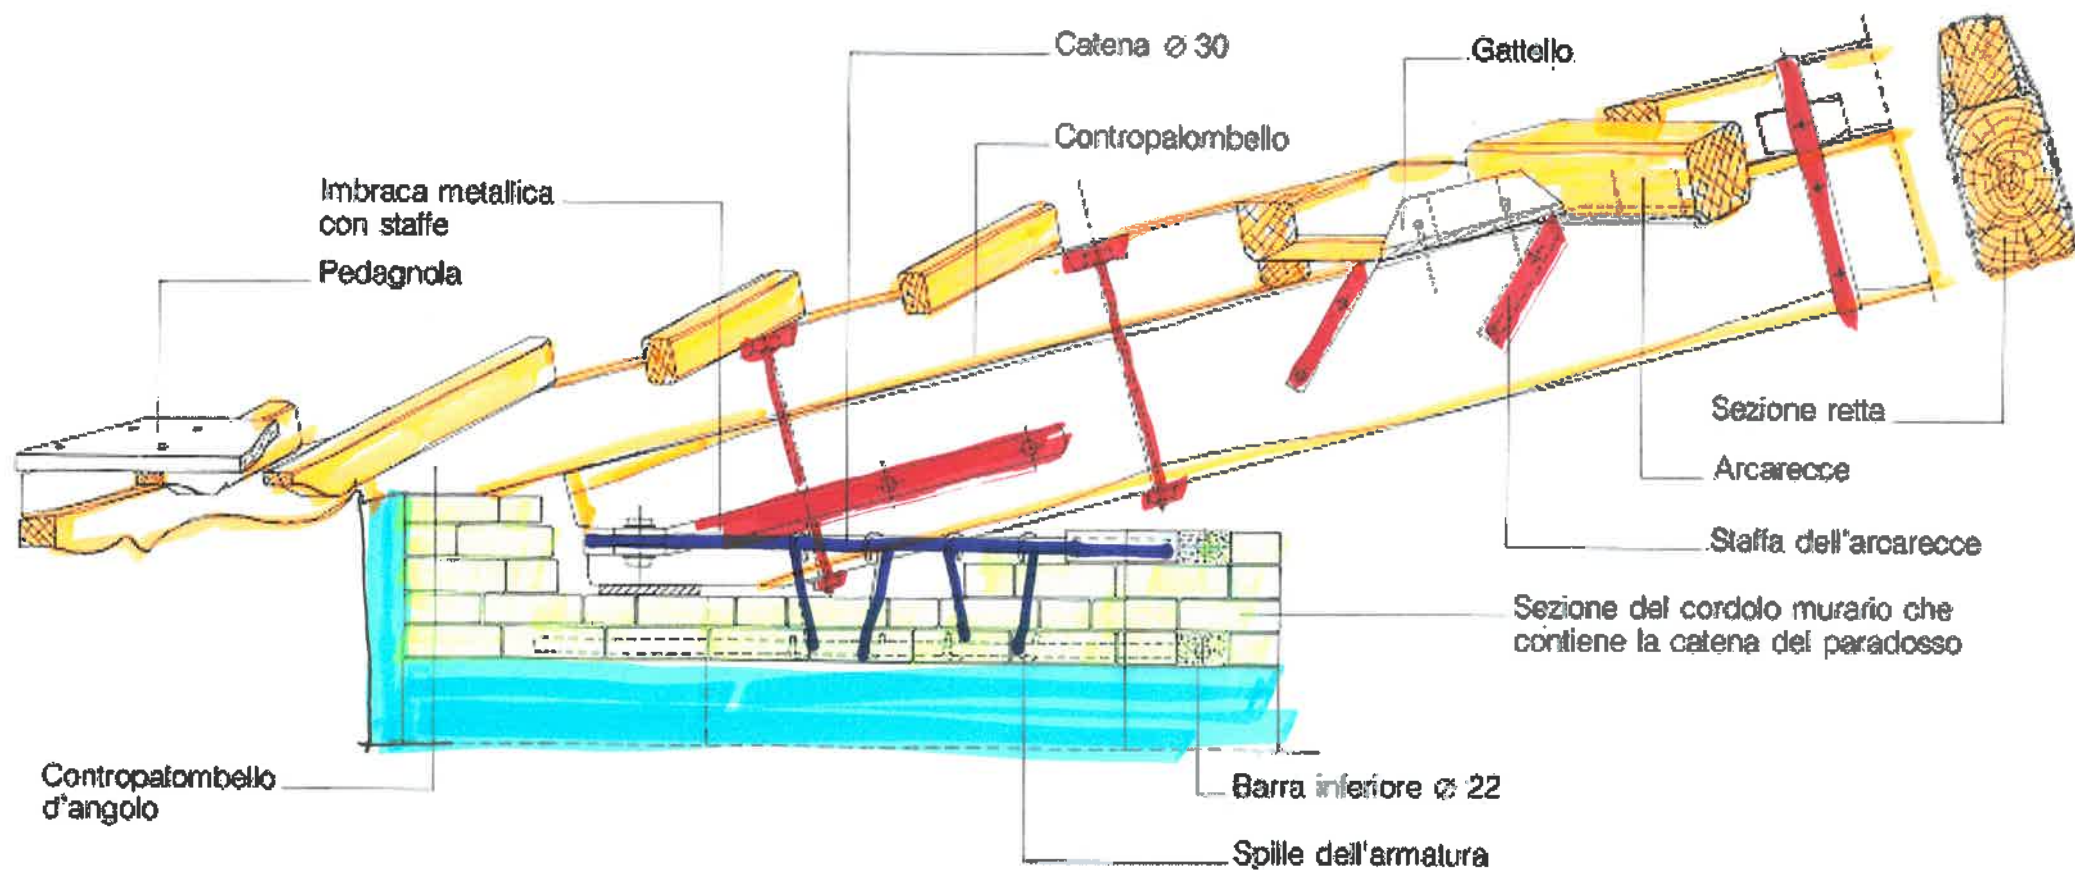 Catena ⌀ 30
Gattello
Contropalombello
Imbraca metallica
con staffe
Pedagnola
Sezione retta
Arcarecce
Staffa dell'arcarecce
Sezione del cordolo murario che
contiene la catena del paradosso
Contropalombello
d'angolo
Barra inferiore ⌀ 22
Spille dell'armatura